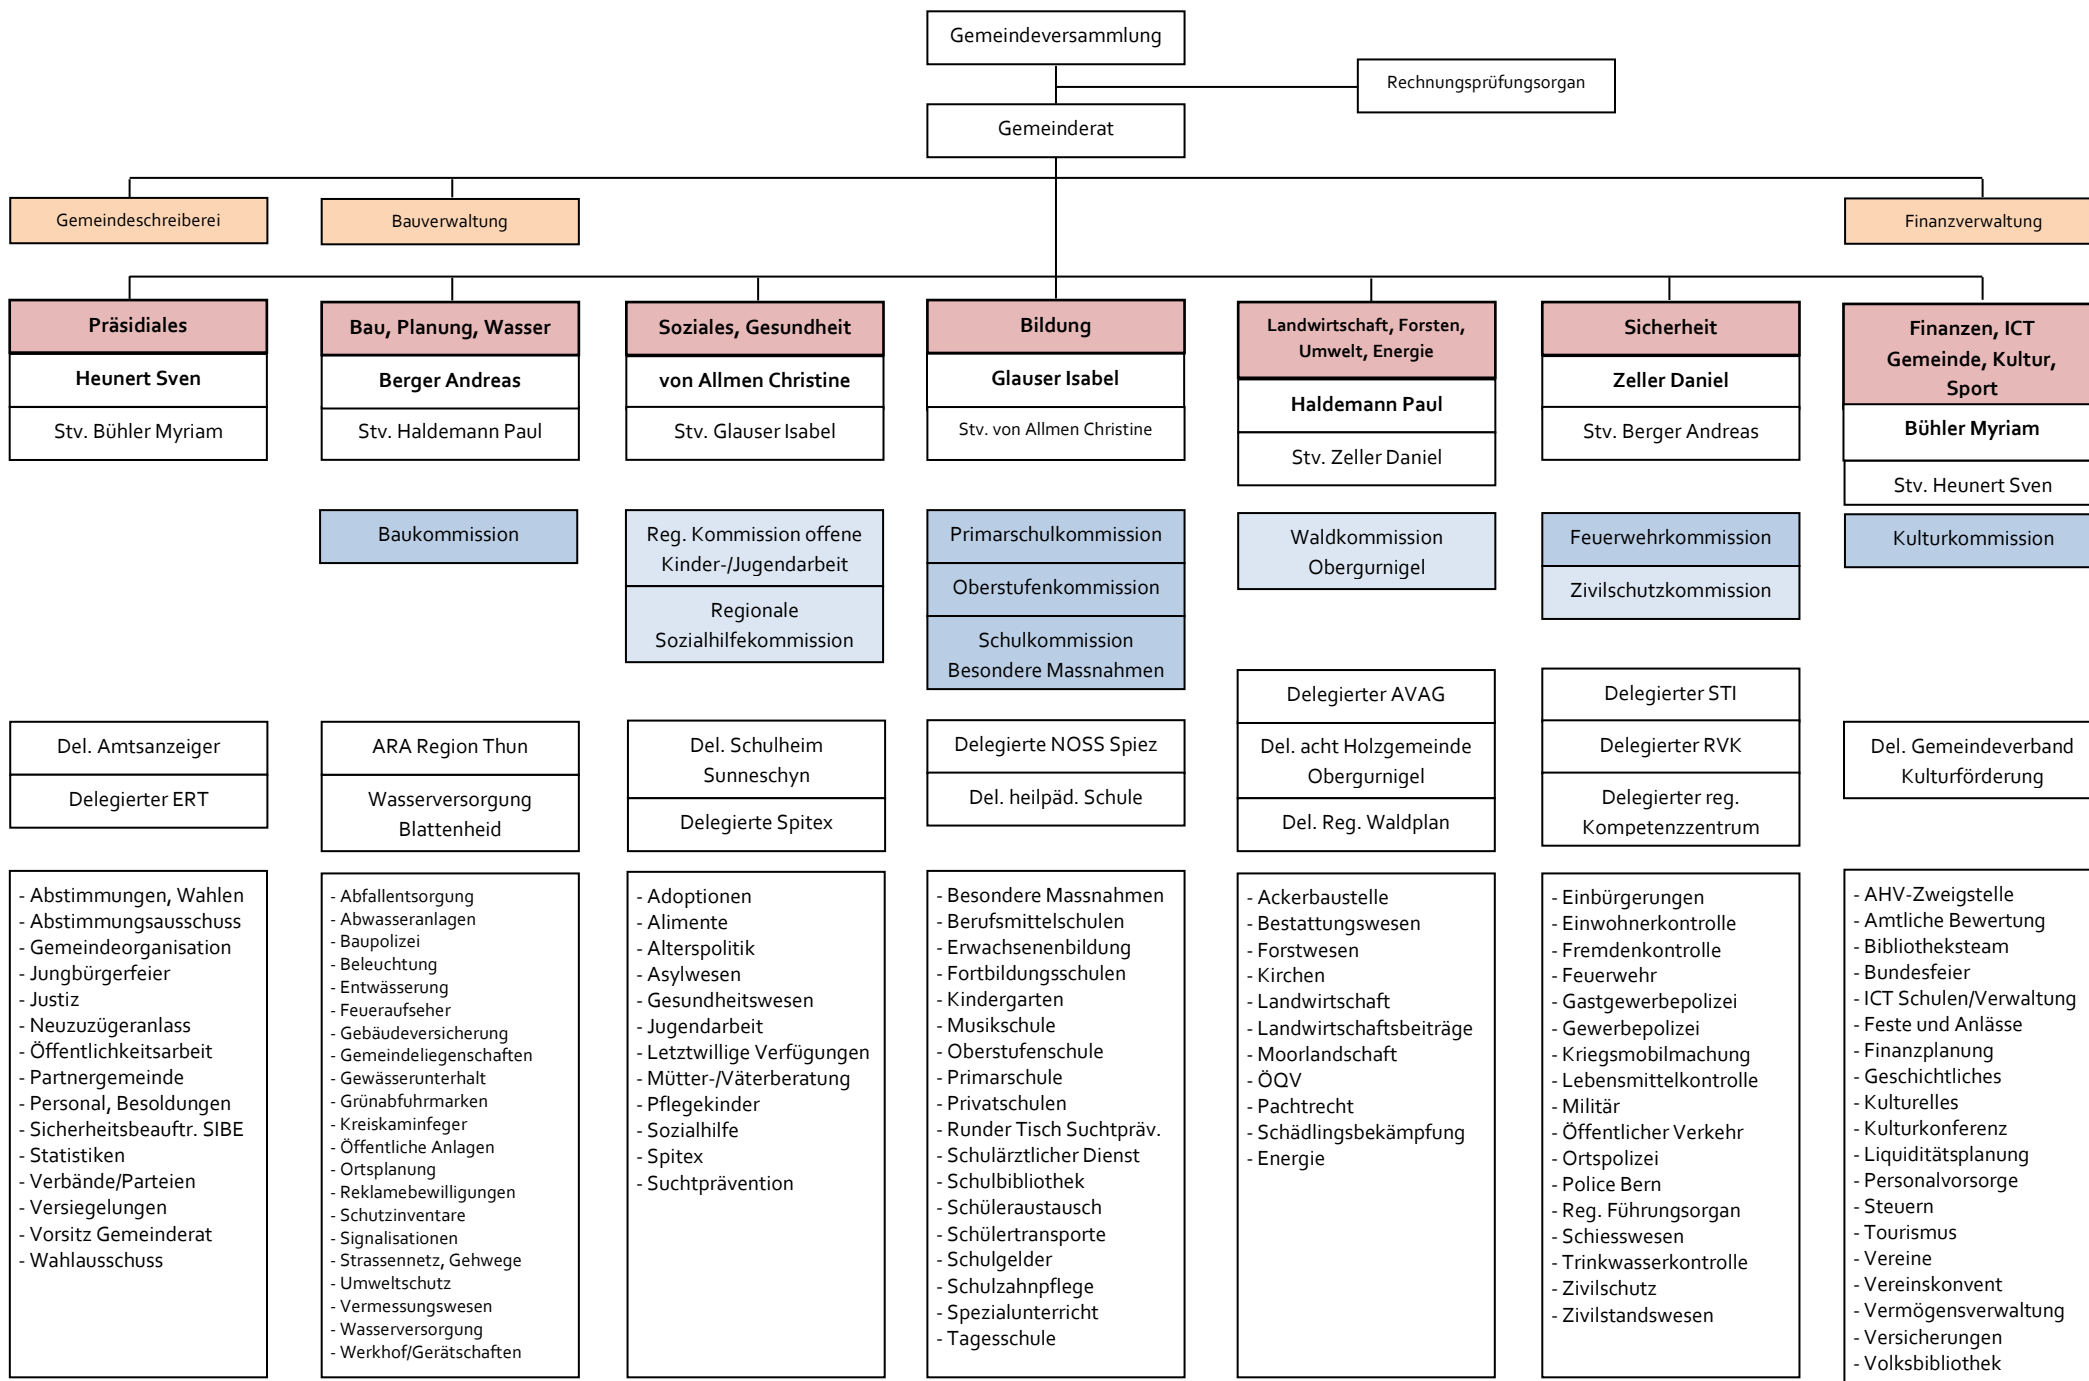 Gemeindeversammlung
Rechnungsprüfungsorgan
Gemeinderat
Gemeindeschreiberei
Bauverwaltung
Finanzverwaltung
Präsidiales
Heunert Sven
Stv. Bühler Myriam
Del. Amtsanzeiger
Delegierter ERT
- Abstimmungen, Wahlen
- Abstimmungsausschuss
- Gemeindeorganisation
- Jungbürgerfeier
- Justiz
- Neuzuzügeranlass
- Öffentlichkeitsarbeit
- Partnergemeinde
- Personal, Besoldungen
- Sicherheitsbeauftr. SIBE
- Statistiken
- Verbände/Parteien
- Versiegelungen
- Vorsitz Gemeinderat
- Wahlausschuss
Bau, Planung, Wasser
Berger Andreas
Stv. Haldemann Paul
Baukommission
ARA Region Thun
Wasserversorgung
Blattenheid
- Abfallentsorgung
- Abwasseranlagen
- Baupolizei
- Beleuchtung
- Entwässerung
- Feueraufseher
- Gebäudeversicherung
- Gemeindeliegenschaften
- Gewässerunterhalt
- Grünabfuhrmarken
- Kreiskaminfeger
- Öffentliche Anlagen
- Ortsplanung
- Reklamebewilligungen
- Schutzinventare
- Signalisationen
- Strassennetz, Gehwege
- Umweltschutz
- Vermessungswesen
- Wasserversorgung
- Werkhof/Gerätschaften
Soziales, Gesundheit
von Allmen Christine
Stv. Glauser Isabel
Reg. Kommission offene
Kinder-/Jugendarbeit
Regionale
Sozialhilfekommission
Del. Schulheim
Sunneschyn
Delegierte Spitex
- Adoptionen
- Alimente
- Alterspolitik
- Asylwesen
- Gesundheitswesen
- Jugendarbeit
- Letztwillige Verfügungen
- Mütter-/Väterberatung
- Pflegekinder
- Sozialhilfe
- Spitex
- Suchtprävention
Bildung
Glauser Isabel
Stv. von Allmen Christine
Primarschulkommission
Oberstufenkommission
Schulkommission
Besondere Massnahmen
Delegierte NOSS Spiez
Del. heilpäd. Schule
- Besondere Massnahmen
- Berufsmittelschulen
- Erwachsenenbildung
- Fortbildungsschulen
- Kindergarten
- Musikschule
- Oberstufenschule
- Primarschule
- Privatschulen
- Runder Tisch Suchtpräv.
- Schulärztlicher Dienst
- Schulbibliothek
- Schüleraustausch
- Schülertransporte
- Schulgelder
- Schulzahnpflege
- Spezialunterricht
- Tagesschule
Landwirtschaft, Forsten,
Umwelt, Energie
Haldemann Paul
Stv. Zeller Daniel
Waldkommission
Obergurnigel
Delegierter AVAG
Del. acht Holzgemeinde
Obergurnigel
Del. Reg. Waldplan
- Ackerbaustelle
- Bestattungswesen
- Forstwesen
- Kirchen
- Landwirtschaft
- Landwirtschaftsbeiträge
- Moorlandschaft
- ÖQV
- Pachtrecht
- Schädlingsbekämpfung
- Energie
Sicherheit
Zeller Daniel
Stv. Berger Andreas
Feuerwehrkommission
Zivilschutzkommission
Delegierter STI
Delegierter RVK
Delegierter reg.
Kompetenzzentrum
- Einbürgerungen
- Einwohnerkontrolle
- Fremdenkontrolle
- Feuerwehr
- Gastgewerbepolizei
- Gewerbepolizei
- Kriegsmobilmachung
- Lebensmittelkontrolle
- Militär
- Öffentlicher Verkehr
- Ortspolizei
- Police Bern
- Reg. Führungsorgan
- Schiesswesen
- Trinkwasserkontrolle
- Zivilschutz
- Zivilstandswesen
Finanzen, ICT
Gemeinde, Kultur,
Sport
Bühler Myriam
Stv. Heunert Sven
Kulturkommission
Del. Gemeindeverband
Kulturförderung
- AHV-Zweigstelle
- Amtliche Bewertung
- Bibliotheksteam
- Bundesfeier
- ICT Schulen/Verwaltung
- Feste und Anlässe
- Finanzplanung
- Geschichtliches
- Kulturelles
- Kulturkonferenz
- Liquiditätsplanung
- Personalvorsorge
- Steuern
- Tourismus
- Vereine
- Vereinskonvent
- Vermögensverwaltung
- Versicherungen
- Volksbibliothek